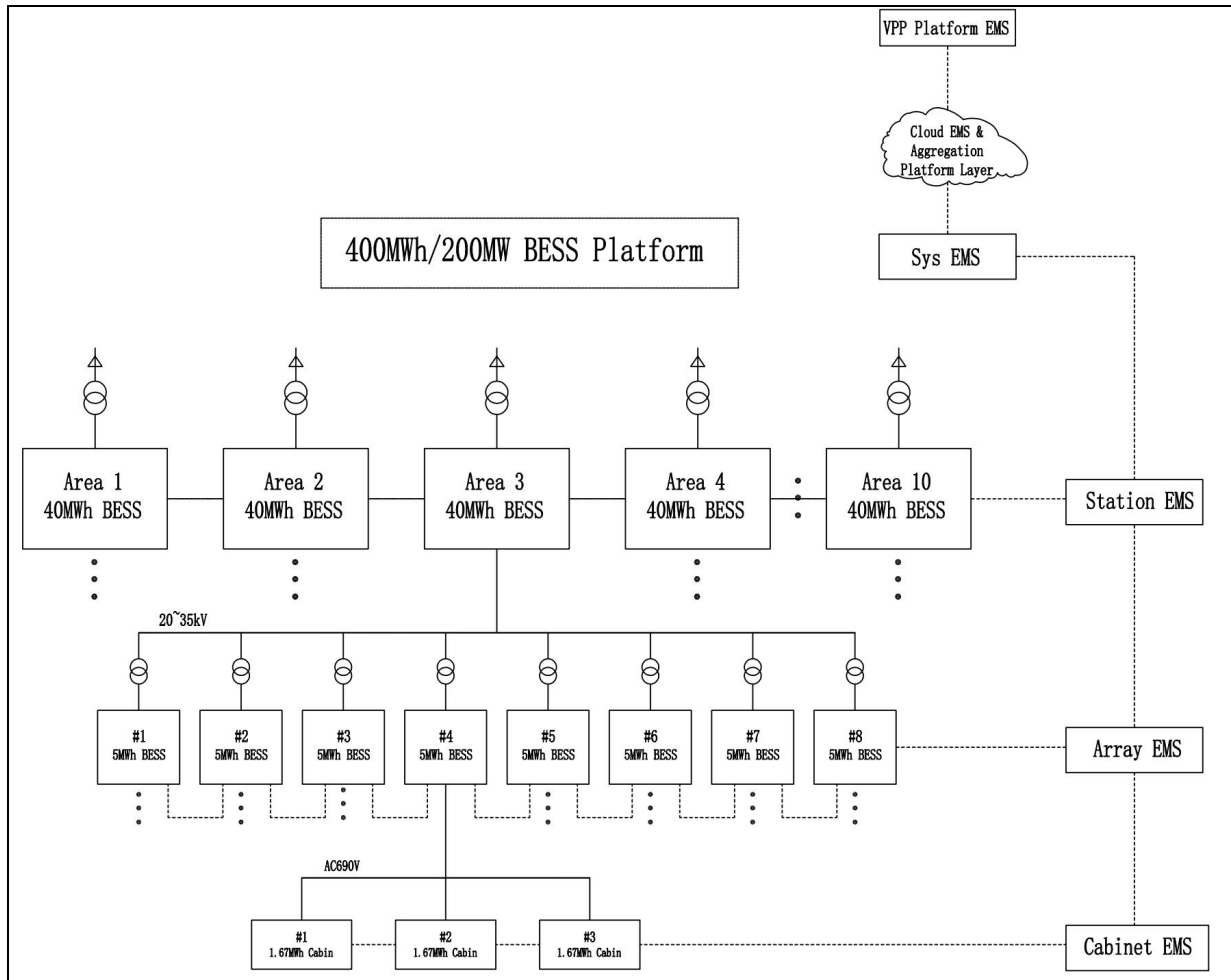 VPP Platform EMS
Cloud EMS &
Aggregation
Platform Layer
400MWh/200MW BESS Platform
Sys EMS
Area 1
40MWh BESS
Area 2
40MWh BESS
Area 3
40MWh BESS
Area 4
40MWh BESS
Area 10
40MWh BESS
Station EMS
20~35kV
#1
5MWh BESS
#2
5MWh BESS
#3
5MWh BESS
#4
5MWh BESS
#5
5MWh BESS
#6
5MWh BESS
#7
5MWh BESS
#8
5MWh BESS
Array EMS
AC690V
#1
1.67MWh Cabin
#2
1.67MWh Cabin
#3
1.67MWh Cabin
Cabinet EMS